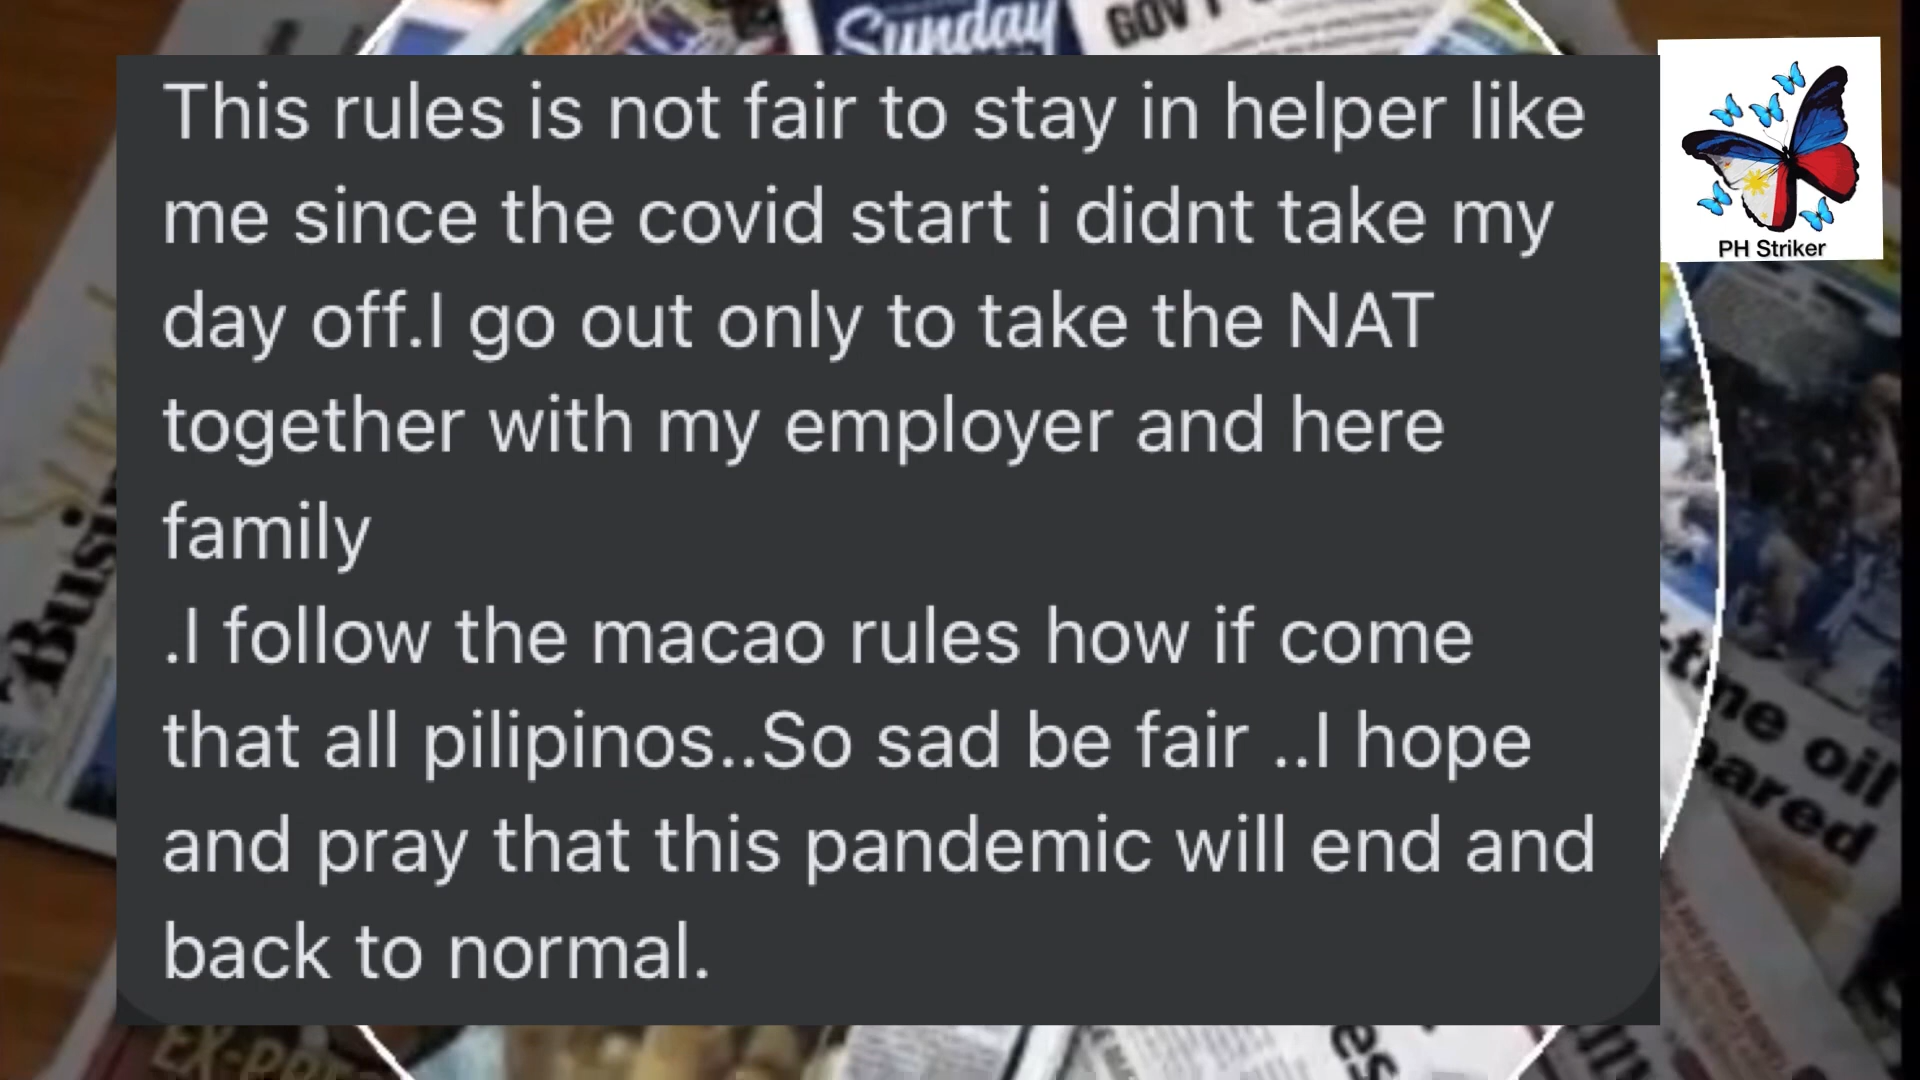 Sunday
GOV'T
This rules is not fair to stay in helper like
me since the covid start i didnt take my
day off.I go out only to take the NAT
together with my employer and here
family
.I follow the macao rules how if come
that all pilipinos..So sad be fair ..I hope
and pray that this pandemic will end and
back to normal.
PH Striker
oil